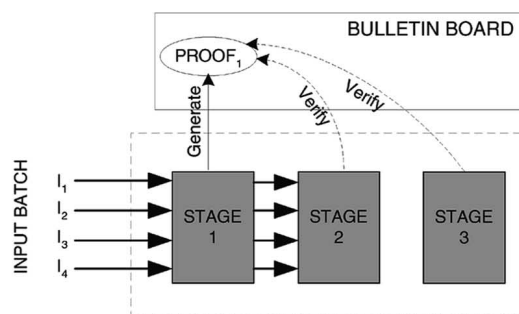 BULLETIN BOARD
PROOF₁
Generate
Verify
Verify
INPUT BATCH
I₁
I₂
I₃
I₄
STAGE
1
STAGE
2
STAGE
3